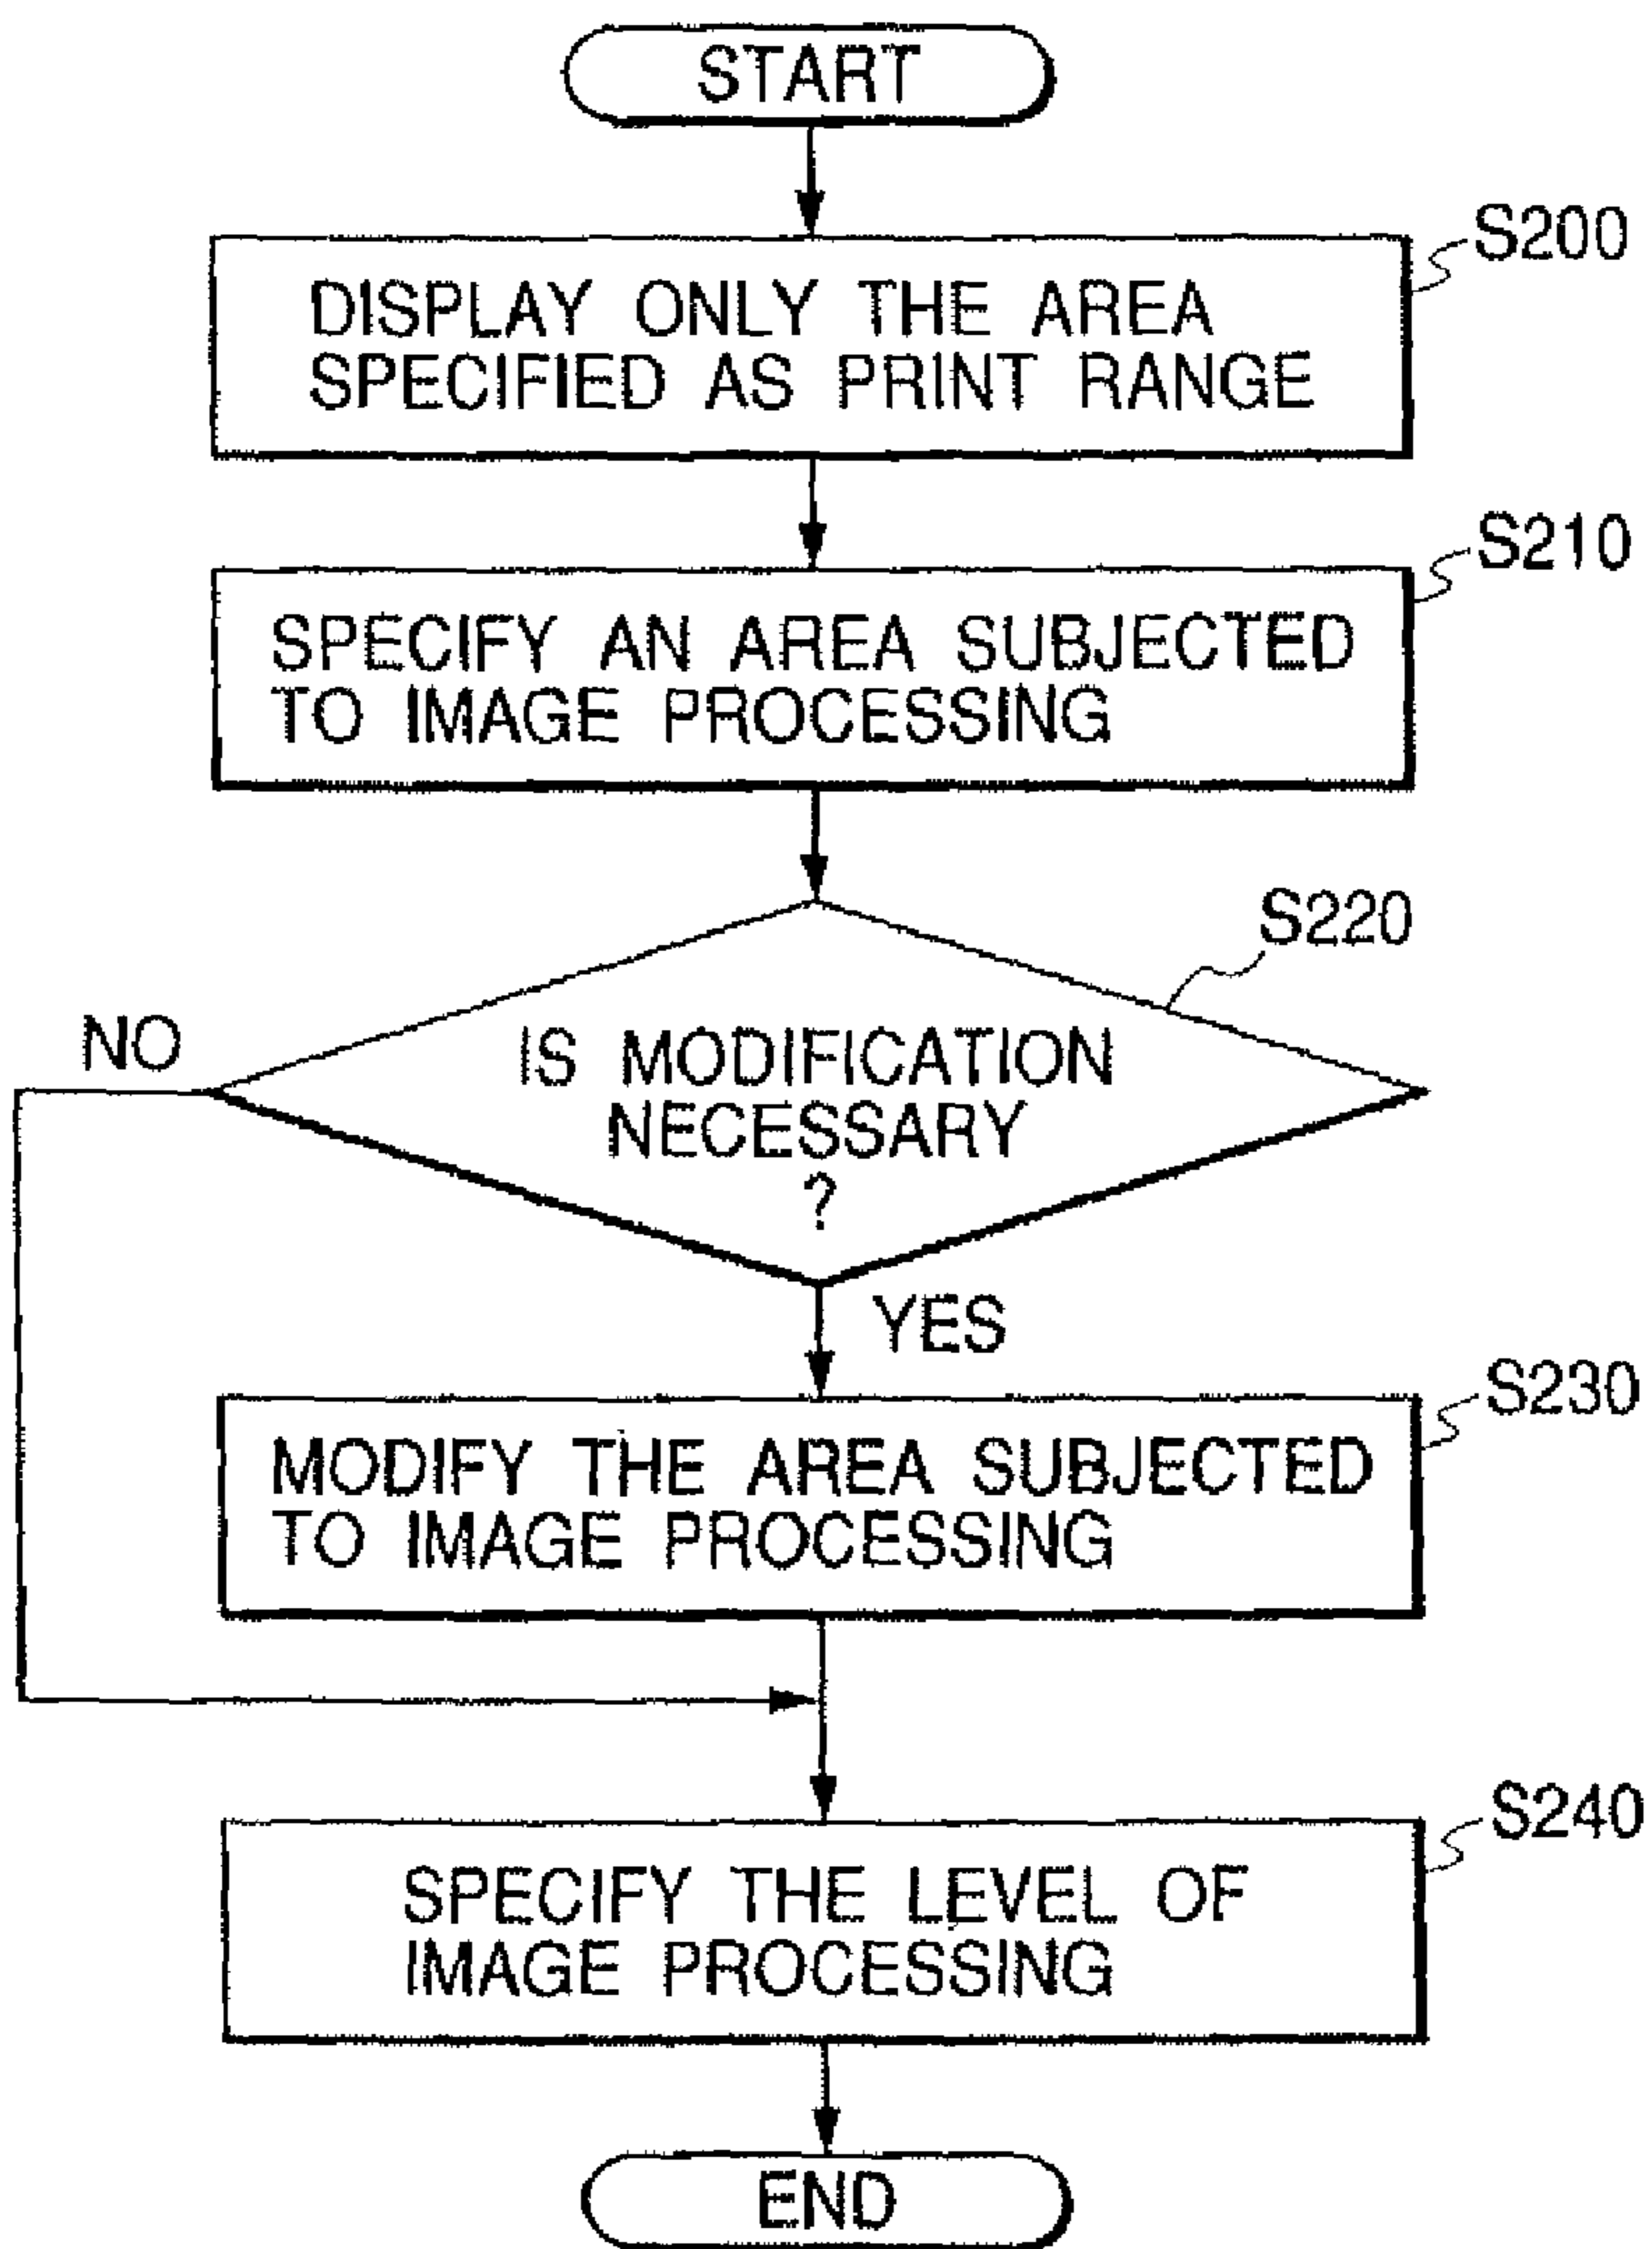 START
S200
DISPLAY ONLY THE AREA
SPECIFIED AS PRINT RANGE
S210
SPECIFY AN AREA SUBJECTED
TO IMAGE PROCESSING
S220
NO
IS MODIFICATION
NECESSARY
?
YES
S230
MODIFY THE AREA SUBJECTED
TO IMAGE PROCESSING
S240
SPECIFY THE LEVEL OF
IMAGE PROCESSING
END